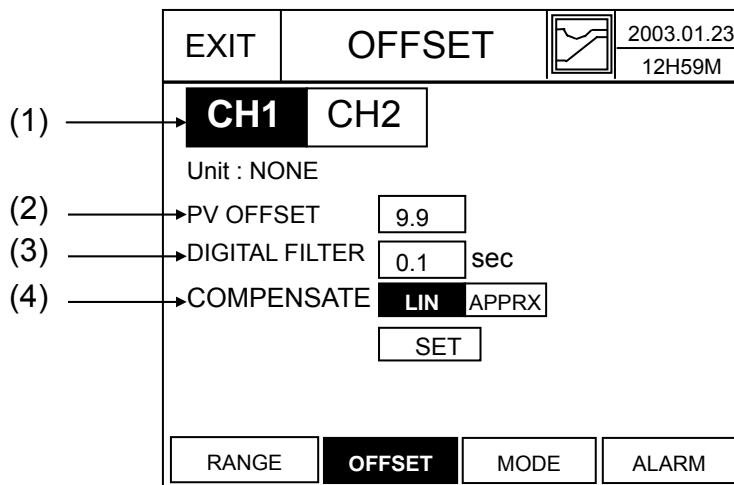 EXIT OFFSET 2003.01.23
12H59M
(1) CH1 CH2
Unit : NONE
(2) PV OFFSET 9.9
(3) DIGITAL FILTER 0.1 sec
(4) COMPENSATE LIN APPRX
SET
RANGE OFFSET MODE ALARM